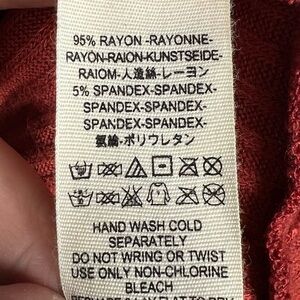 95% RAYON -RAYONNE-
RAYON-RAION-KUNSTSEIDE-
RAIOM-人造絲-レーヨン
5% SPANDEX-SPANDEX-
SPANDEX-SPANDEX-
SPANDEX-SPANDEX-
氨綸-ポリウレタン
HAND WASH COLD
SEPARATELY
DO NOT WRING OR TWIST
USE ONLY NON-CHLORINE
BLEACH